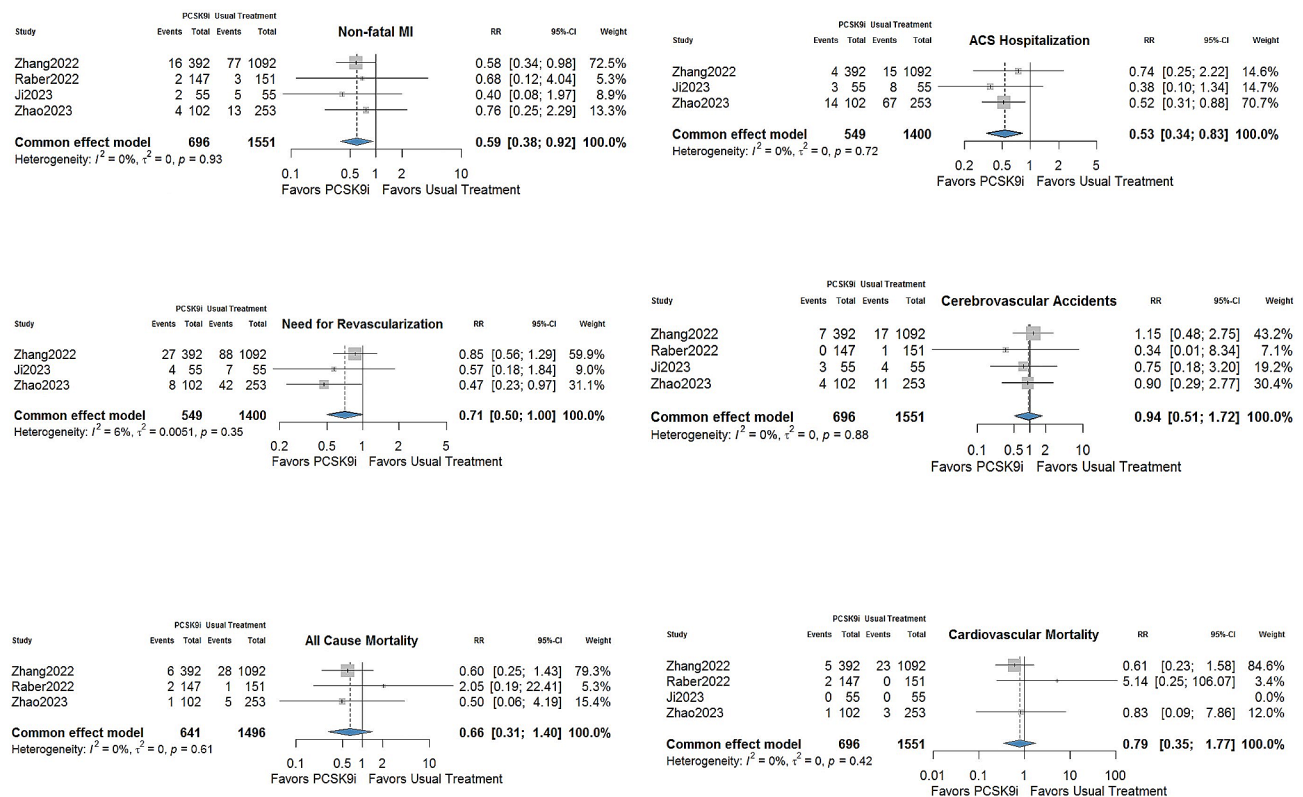 PCSK9i Usual Treatment
Study Events Total Events Total Non-fatal MI RR 95%-CI Weight
Zhang2022 16 392 77 1092 0.58 [0.34; 0.98] 72.5%
Raber2022 2 147 3 151 0.68 [0.12; 4.04] 5.3%
Ji2023 2 55 5 55 0.40 [0.08; 1.97] 8.9%
Zhao2023 4 102 13 253 0.76 [0.25; 2.29] 13.3%
Common effect model 696 1551 0.59 [0.38; 0.92] 100.0%
Heterogeneity: I² = 0%, τ² = 0, p = 0.93
0.1 0.5 1 2 10
Favors PCSK9i Favors Usual Treatment
PCSK9i Usual Treatment
Study Events Total Events Total ACS Hospitalization RR 95%-CI Weight
Zhang2022 4 392 15 1092 0.74 [0.25; 2.22] 14.6%
Ji2023 3 55 8 55 0.38 [0.10; 1.34] 14.7%
Zhao2023 14 102 67 253 0.52 [0.31; 0.88] 70.7%
Common effect model 549 1400 0.53 [0.34; 0.83] 100.0%
Heterogeneity: I² = 0%, τ² = 0, p = 0.72
0.2 0.5 1 2 5
Favors PCSK9i Favors Usual Treatment
PCSK9i Usual Treatment
Study Events Total Events Total Need for Revascularization RR 95%-CI Weight
Zhang2022 27 392 88 1092 0.85 [0.56; 1.29] 59.9%
Ji2023 4 55 7 55 0.57 [0.18; 1.84] 9.0%
Zhao2023 8 102 42 253 0.47 [0.23; 0.97] 31.1%
Common effect model 549 1400 0.71 [0.50; 1.00] 100.0%
Heterogeneity: I² = 6%, τ² = 0.0051, p = 0.35
0.2 0.5 1 2 5
Favors PCSK9i Favors Usual Treatment
PCSK9i Usual Treatment
Study Events Total Events Total Cerebrovascular Accidents RR 95%-CI Weight
Zhang2022 7 392 17 1092 1.15 [0.48; 2.75] 43.2%
Raber2022 0 147 1 151 0.34 [0.01; 8.34] 7.1%
Ji2023 3 55 4 55 0.75 [0.18; 3.20] 19.2%
Zhao2023 4 102 11 253 0.90 [0.29; 2.77] 30.4%
Common effect model 696 1551 0.94 [0.51; 1.72] 100.0%
Heterogeneity: I² = 0%, τ² = 0, p = 0.88
0.1 0.5 1 2 10
Favors PCSK9i Favors Usual Treatment
PCSK9i Usual Treatment
Study Events Total Events Total All Cause Mortality RR 95%-CI Weight
Zhang2022 6 392 28 1092 0.60 [0.25; 1.43] 79.3%
Raber2022 2 147 1 151 2.05 [0.19; 22.41] 5.3%
Zhao2023 1 102 5 253 0.50 [0.06; 4.19] 15.4%
Common effect model 641 1496 0.66 [0.31; 1.40] 100.0%
Heterogeneity: I² = 0%, τ² = 0, p = 0.61
0.1 0.5 1 2 10
Favors PCSK9i Favors Usual Treatment
PCSK9i Usual Treatment
Study Events Total Events Total Cardiovascular Mortality RR 95%-CI Weight
Zhang2022 5 392 23 1092 0.61 [0.23; 1.58] 84.6%
Raber2022 2 147 0 151 5.14 [0.25; 106.07] 3.4%
Ji2023 0 55 0 55 0.0%
Zhao2023 1 102 3 253 0.83 [0.09; 7.86] 12.0%
Common effect model 696 1551 0.79 [0.35; 1.77] 100.0%
Heterogeneity: I² = 0%, τ² = 0, p = 0.42
0.01 0.1 1 10 100
Favors PCSK9i Favors Usual Treatment